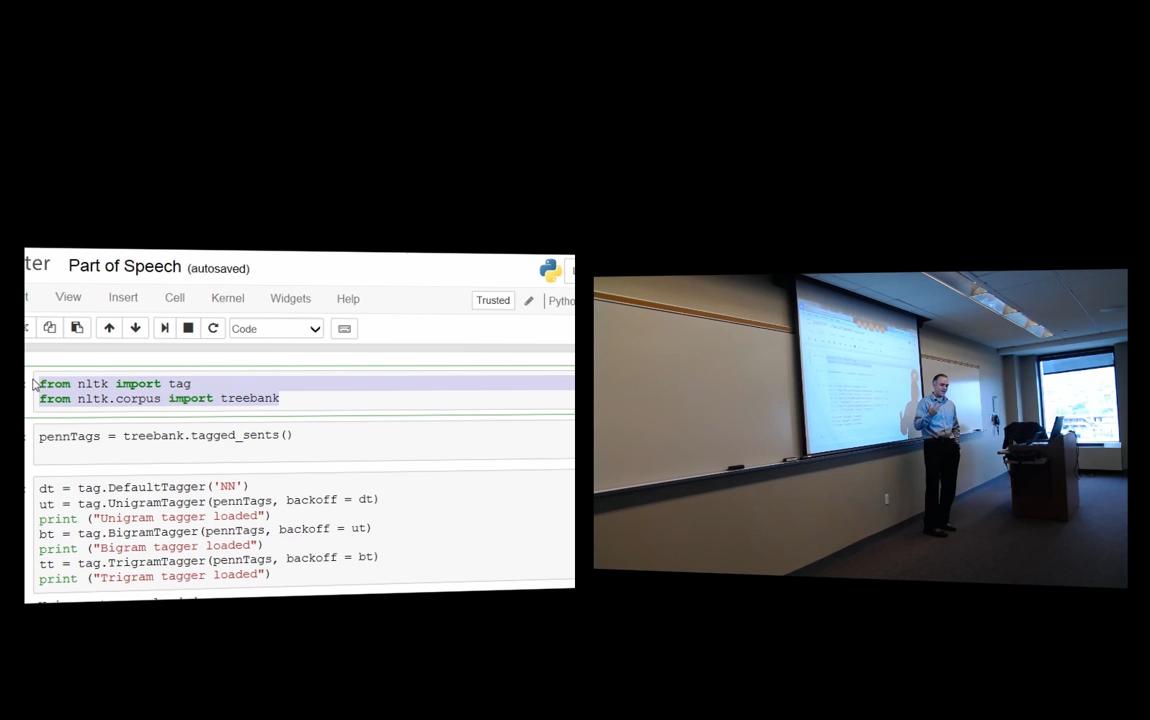 ter Part of Speech (autosaved)
View Insert Cell Kernel Widgets Help Trusted Pytho
Code
from nltk import tag
from nltk.corpus import treebank
pennTags = treebank.tagged_sents()
dt = tag.DefaultTagger('NN')
ut = tag.UnigramTagger(pennTags, backoff = dt)
print ("Unigram tagger loaded")
bt = tag.BigramTagger(pennTags, backoff = ut)
print ("Bigram tagger loaded")
tt = tag.TrigramTagger(pennTags, backoff = bt)
print ("Trigram tagger loaded")